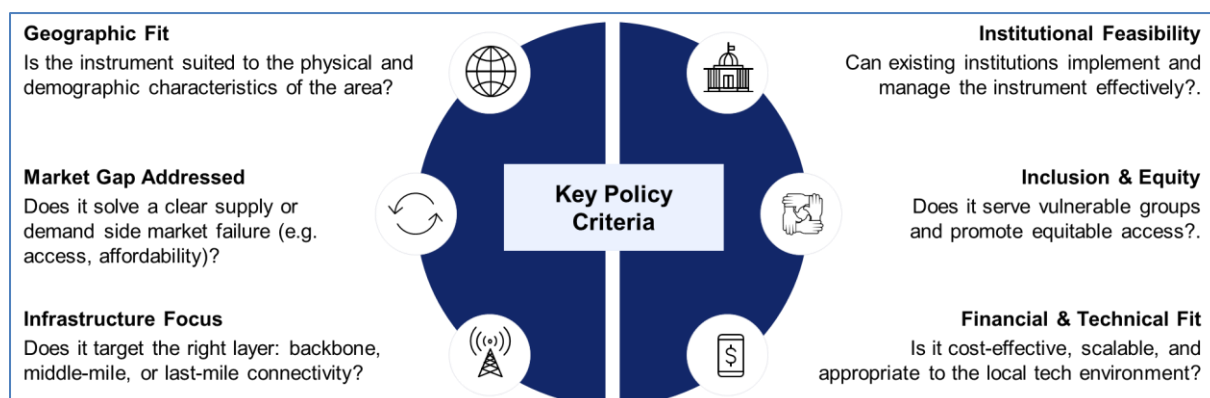 Geographic Fit
Is the instrument suited to the physical and
demographic characteristics of the area?
Market Gap Addressed
Does it solve a clear supply or
demand side market failure (e.g.
access, affordability)?
Infrastructure Focus
Does it target the right layer: backbone,
middle-mile, or last-mile connectivity?
Key Policy
Criteria
Institutional Feasibility
Can existing institutions implement and
manage the instrument effectively?.
Inclusion & Equity
Does it serve vulnerable groups
and promote equitable access?.
Financial & Technical Fit
Is it cost-effective, scalable, and
appropriate to the local tech environment?
$